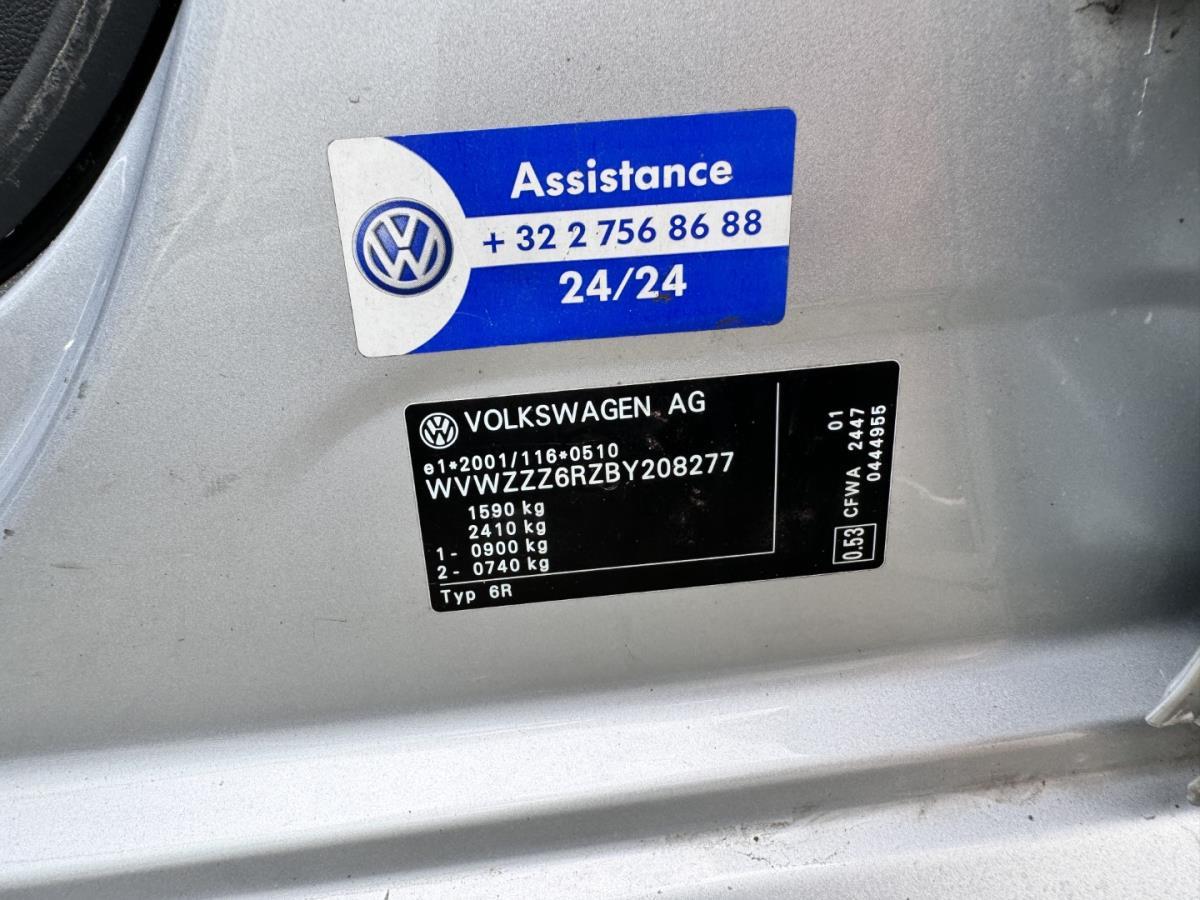 Assistance
+ 32 2 756 86 88
24/24
VOLKSWAGEN AG
e1*2001/116*0510
WVWZZZ6RZBY208277
1590 kg
2410 kg
1- 0900 kg
2- 0740 kg
Typ 6R
01
0.53 CFWA 2447
0444955